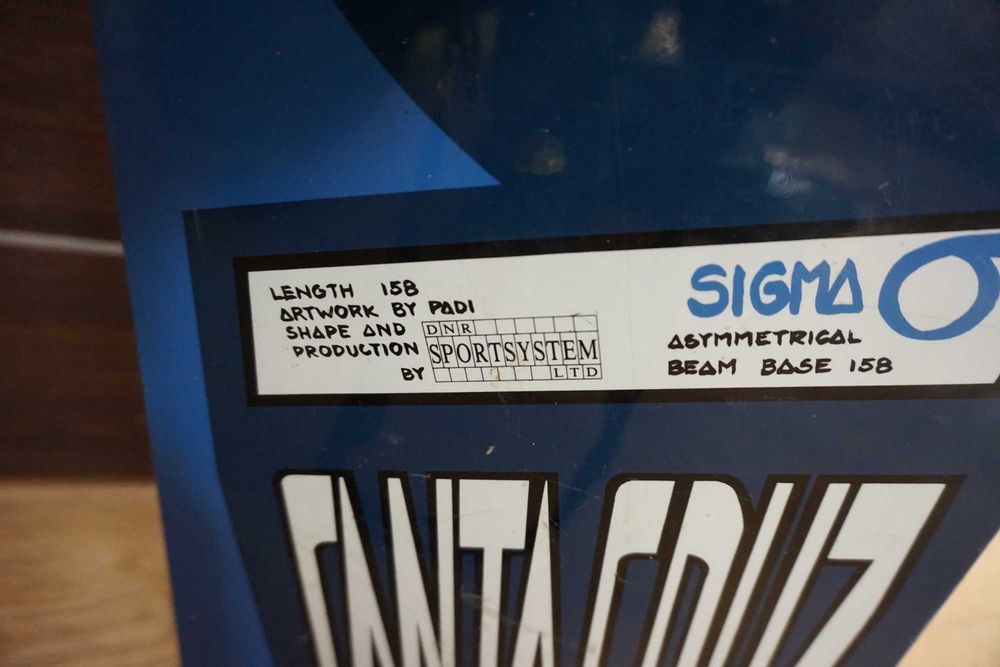 LENGTH 158
ARTWORK BY PADI
SHAPE AND DNR
PRODUCTION SPORTSYSTEM
BY LTD
SIGMA σ
ASYMMETRICAL
BEAM BASE 158
SANTA CRUZ